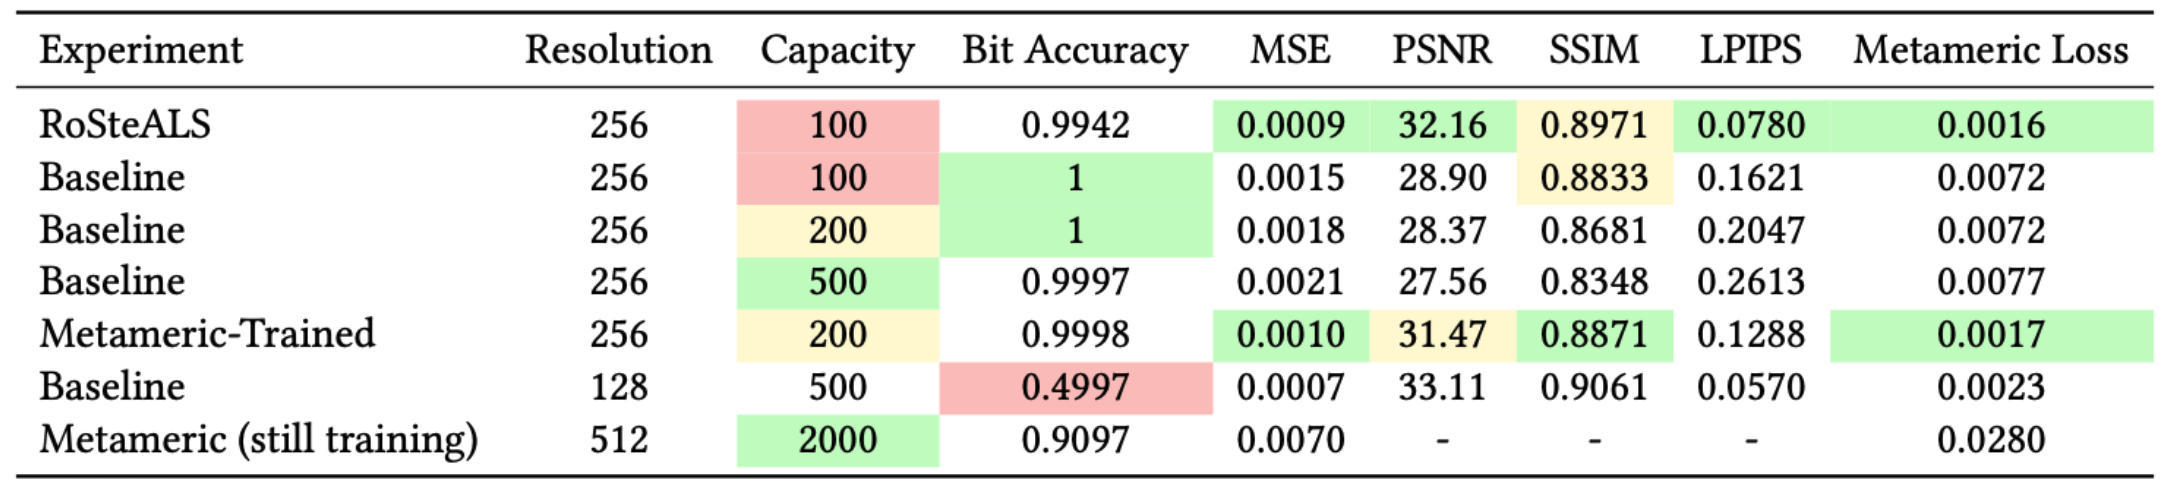 Experiment Resolution Capacity Bit Accuracy MSE PSNR SSIM LPIPS Metameric Loss
RoSteALS 256 100 0.9942 0.0009 32.16 0.8971 0.0780 0.0016
Baseline 256 100 1 0.0015 28.90 0.8833 0.1621 0.0072
Baseline 256 200 1 0.0018 28.37 0.8681 0.2047 0.0072
Baseline 256 500 0.9997 0.0021 27.56 0.8348 0.2613 0.0077
Metameric-Trained 256 200 0.9998 0.0010 31.47 0.8871 0.1288 0.0017
Baseline 128 500 0.4997 0.0007 33.11 0.9061 0.0570 0.0023
Metameric (still training) 512 2000 0.9097 0.0070 - - - 0.0280